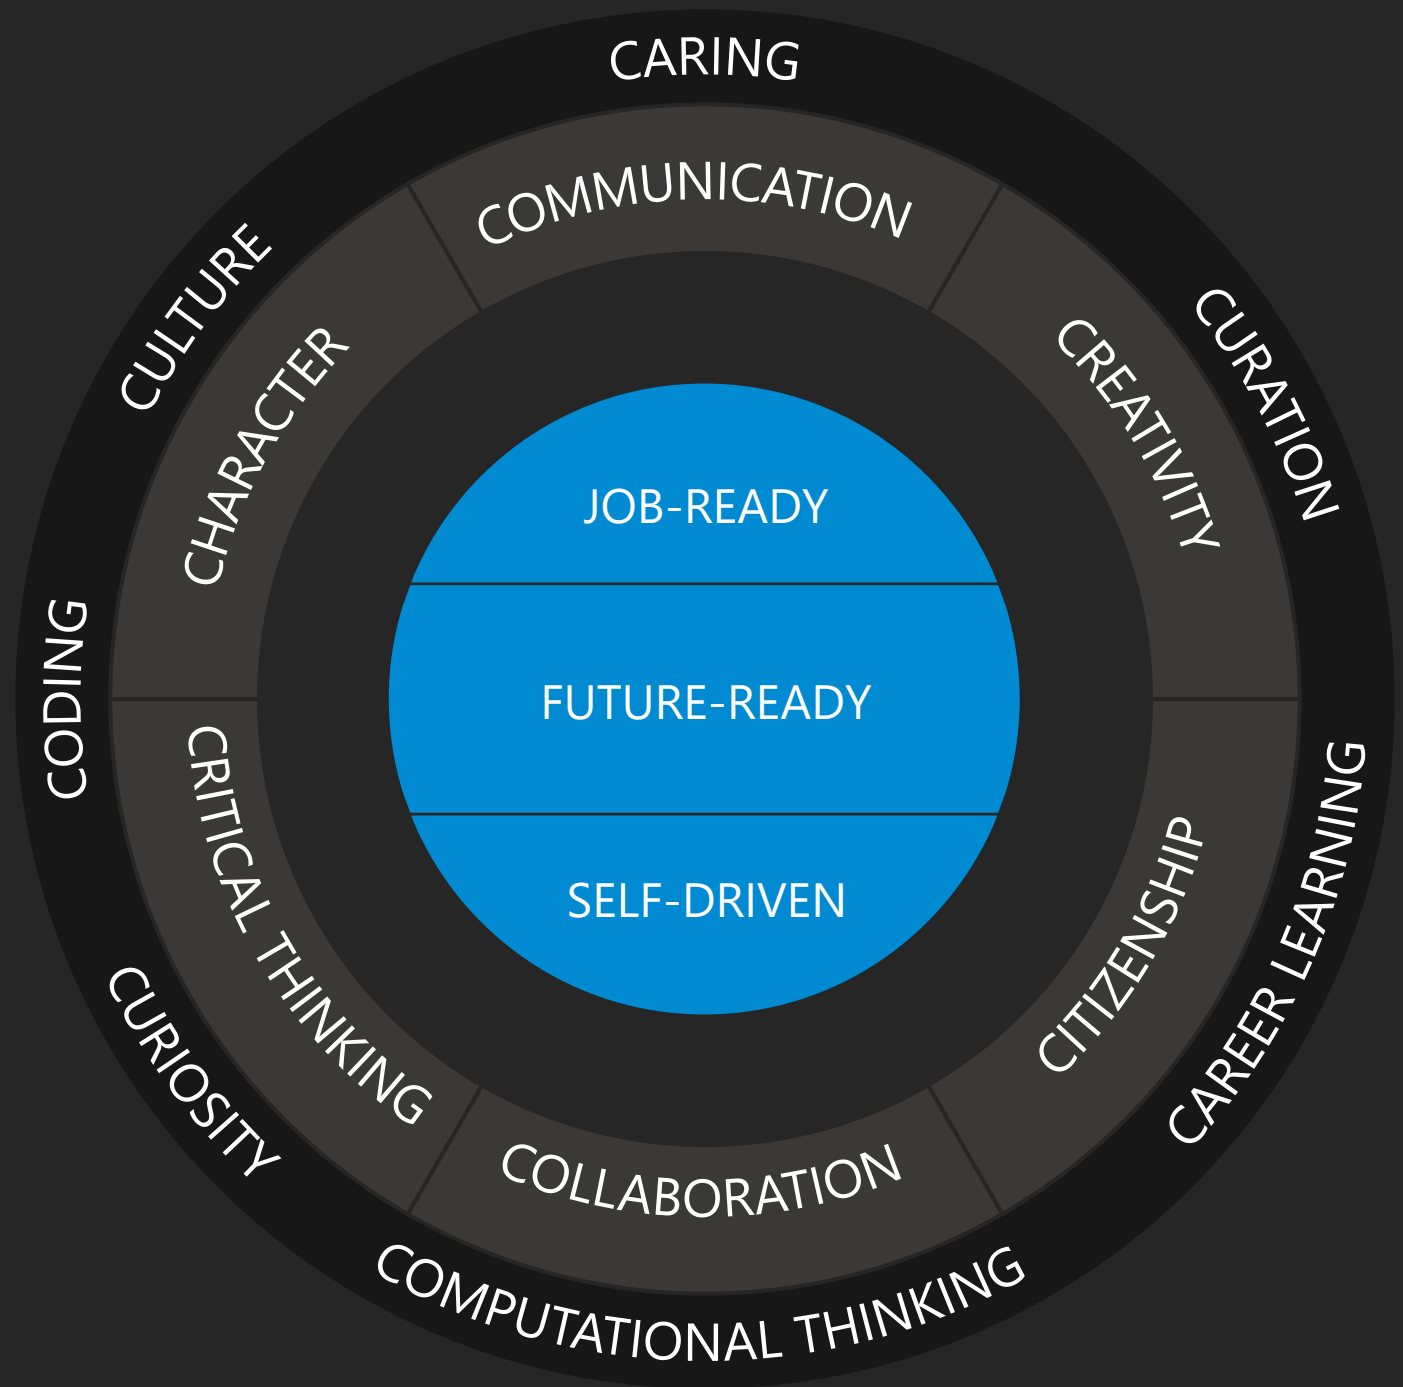 CARING
CURATION
CAREER LEARNING
COMPUTATIONAL THINKING
CURIOSITY
CODING
CULTURE
COMMUNICATION
CREATIVITY
CITIZENSHIP
COLLABORATION
CRITICAL THINKING
CHARACTER
JOB-READY
FUTURE-READY
SELF-DRIVEN